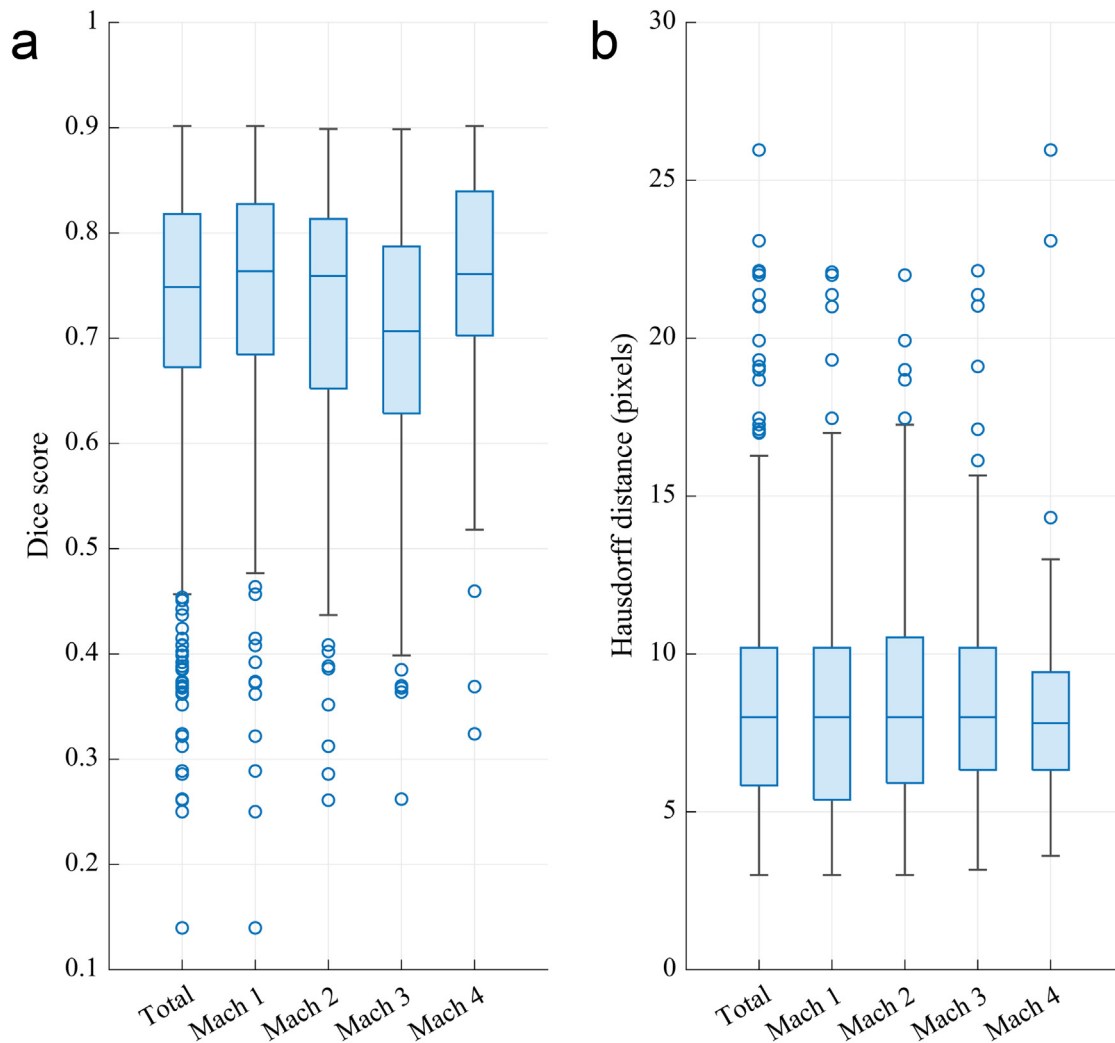 a
Dice score
1
0.9
0.8
0.7
0.6
0.5
0.4
0.3
0.2
0.1
Total
Mach 1
Mach 2
Mach 3
Mach 4
b
Hausdorff distance (pixels)
30
25
20
15
10
5
0
Total
Mach 1
Mach 2
Mach 3
Mach 4